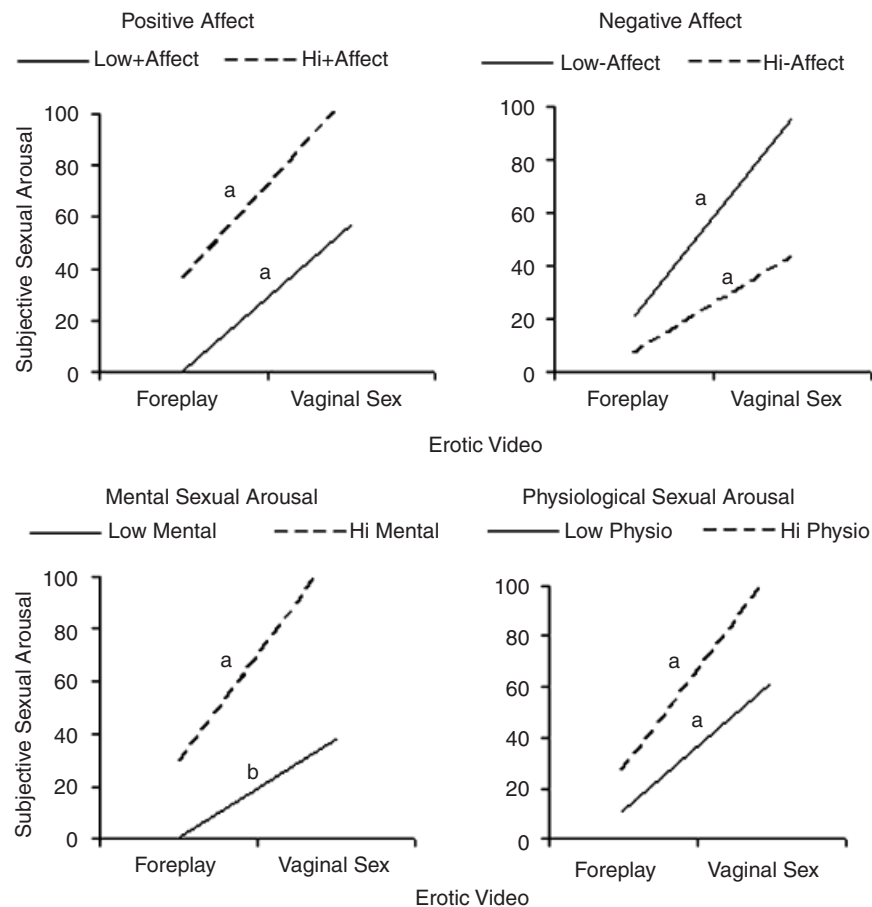 Positive Affect
Low+Affect Hi+Affect
Subjective Sexual Arousal
100
80
60
40
20
0
a
a
Foreplay Vaginal Sex
Negative Affect
Low-Affect Hi-Affect
100
80
60
40
20
0
a
a
Foreplay Vaginal Sex
Erotic Video
Mental Sexual Arousal
Low Mental Hi Mental
Subjective Sexual Arousal
100
80
60
40
20
0
a
b
Foreplay Vaginal Sex
Physiological Sexual Arousal
Low Physio Hi Physio
100
80
60
40
20
0
a
a
Foreplay Vaginal Sex
Erotic Video